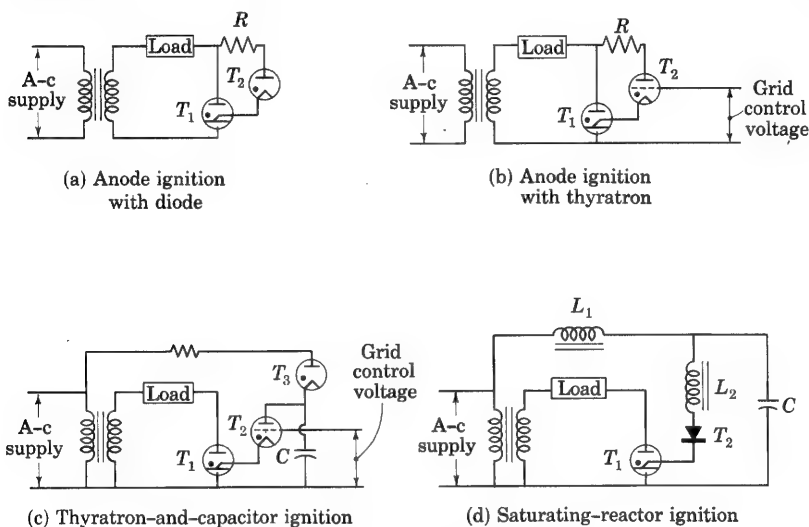 R
Load
A-c
supply
T₂
T₁
(a) Anode ignition
with diode
R
Load
A-c
supply
T₂
T₁
Grid
control
voltage
(b) Anode ignition
with thyratron
Grid
control
voltage
T₃
Load
A-c
supply
T₂
T₁
C
(c) Thyratron-and-capacitor ignition
L₁
Load
L₂
C
A-c
supply
T₂
T₁
(d) Saturating-reactor ignition